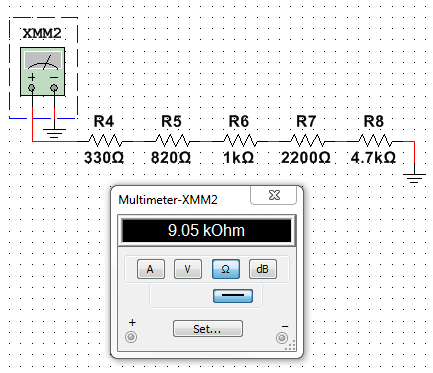 XMM2
R4 R5 R6 R7 R8
330Ω 820Ω 1kΩ 2200Ω 4.7kΩ
Multimeter-XMM2
9.05 kOhm
A V Ω dB
+ Set... −